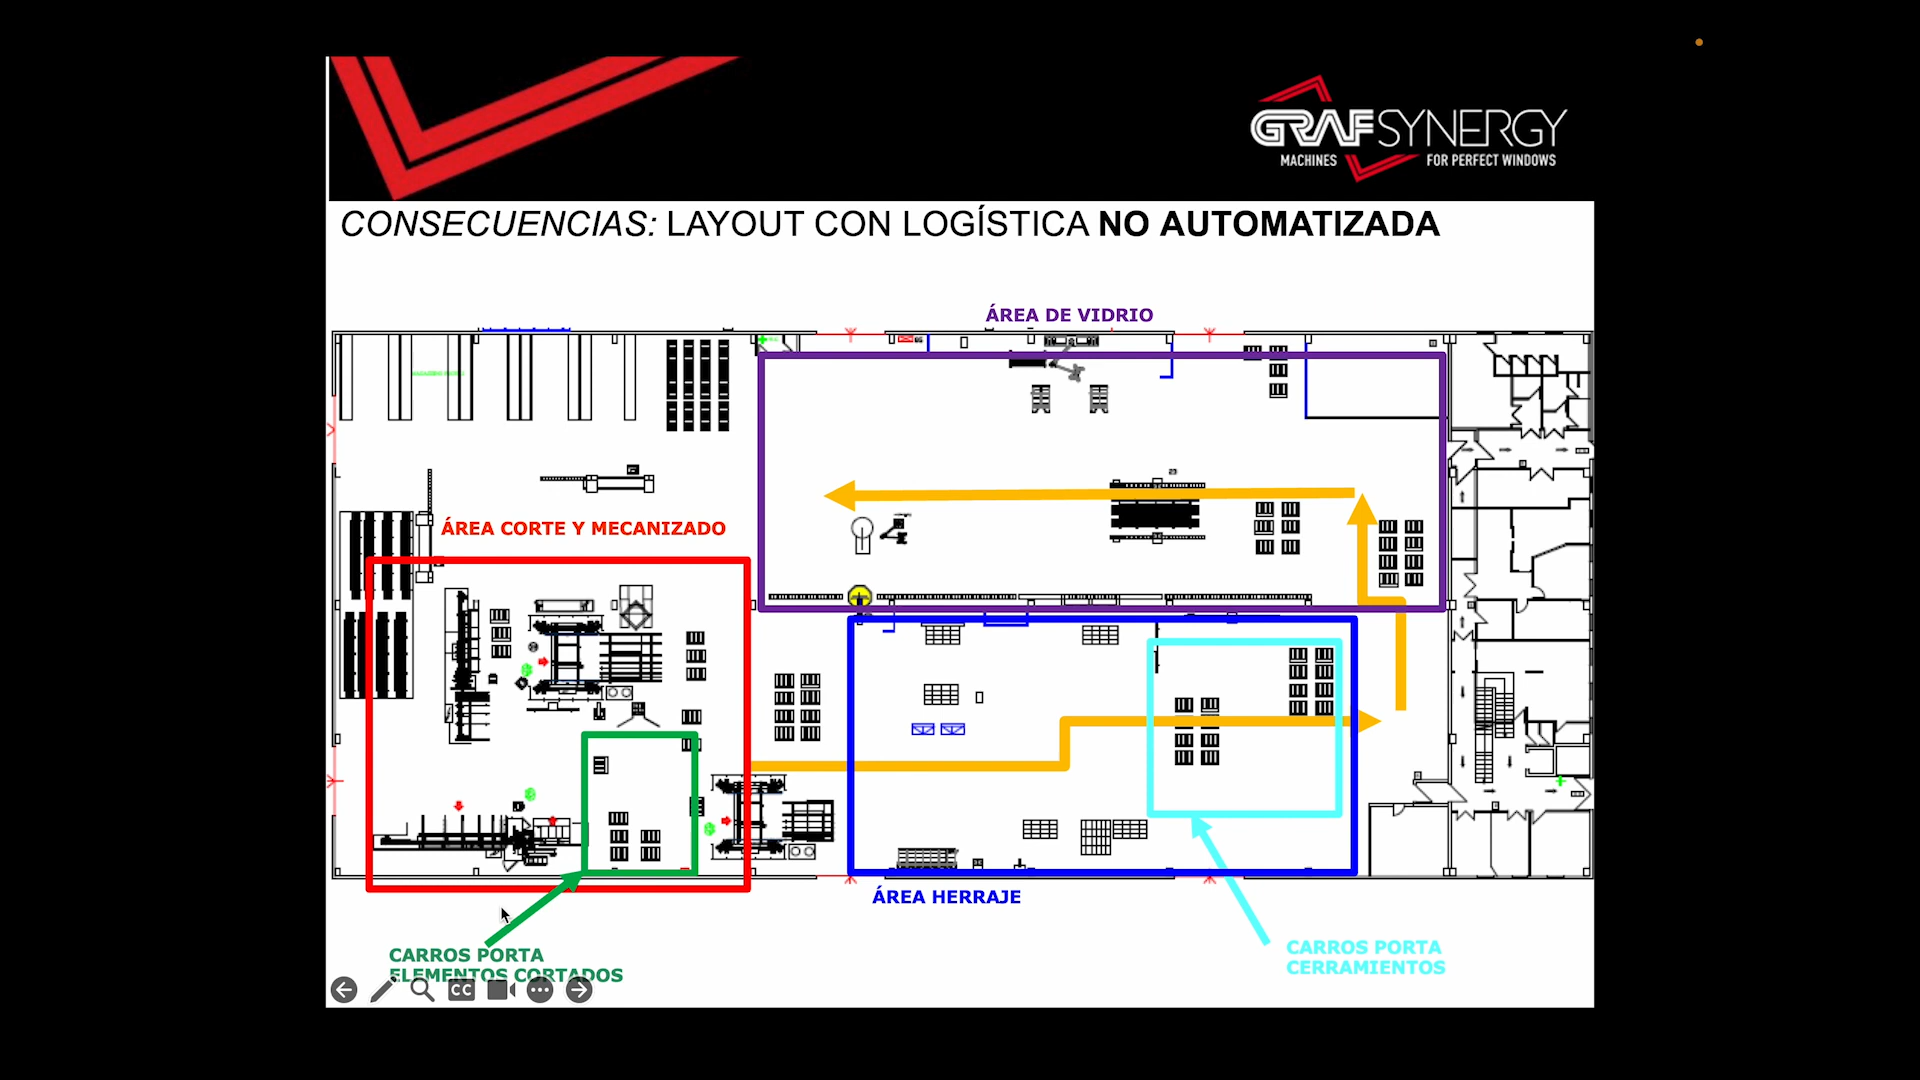 GRAFSYNERGY
MACHINES FOR PERFECT WINDOWS
CONSECUENCIAS: LAYOUT CON LOGÍSTICA NO AUTOMATIZADA
ÁREA DE VIDRIO
ÁREA CORTE Y MECANIZADO
ÁREA HERRAJE
CARROS PORTA
ELEMENTOS CORTADOS
CARROS PORTA
CERRAMIENTOS
CC